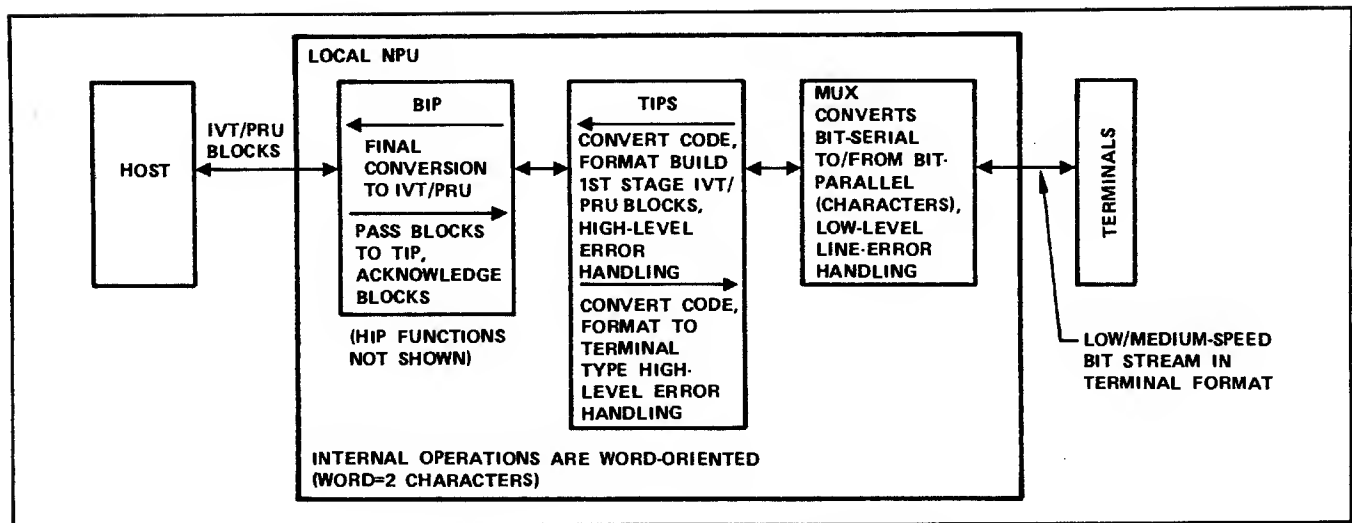 LOCAL NPU
HOST
IVT/PRU
BLOCKS
BIP
FINAL
CONVERSION
TO IVT/PRU
PASS BLOCKS
TO TIP,
ACKNOWLEDGE
BLOCKS
(HIP FUNCTIONS
NOT SHOWN)
TIPS
CONVERT CODE,
FORMAT BUILD
1ST STAGE IVT/
PRU BLOCKS,
HIGH-LEVEL
ERROR
HANDLING
CONVERT CODE,
FORMAT TO
TERMINAL
TYPE HIGH-
LEVEL ERROR
HANDLING
MUX
CONVERTS
BIT-SERIAL
TO/FROM BIT-
PARALLEL
(CHARACTERS),
LOW-LEVEL
LINE-ERROR
HANDLING
TERMINALS
LOW/MEDIUM-SPEED
BIT STREAM IN
TERMINAL FORMAT
INTERNAL OPERATIONS ARE WORD-ORIENTED
(WORD=2 CHARACTERS)